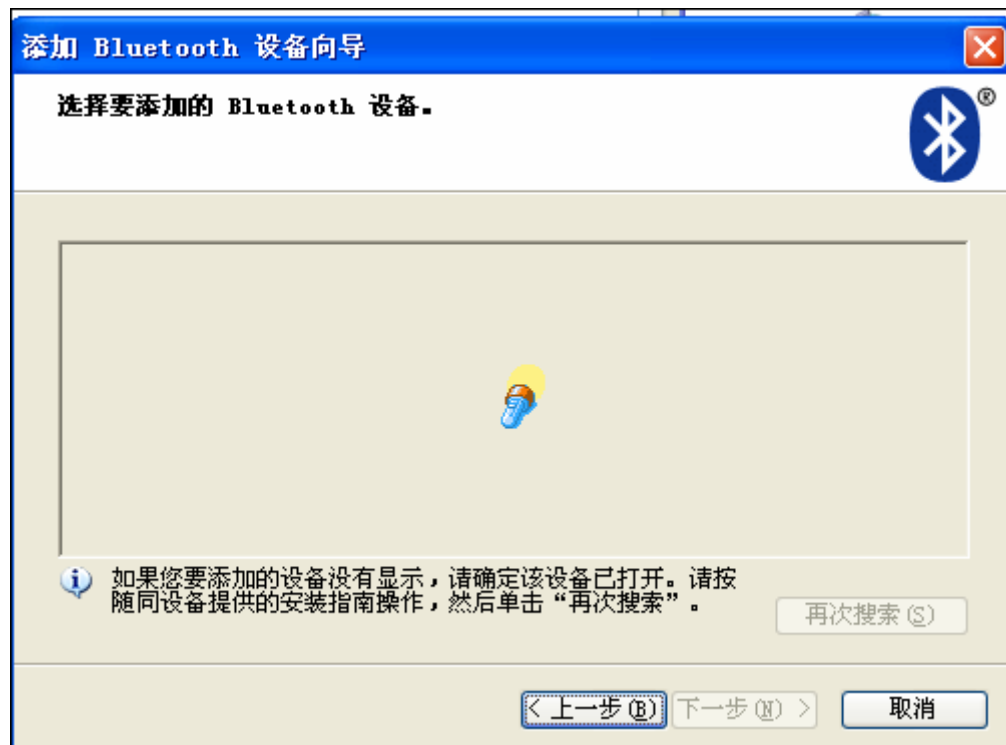 添加 Bluetooth 设备向导
选择要添加的 Bluetooth 设备。
®
如果您要添加的设备没有显示，请确定该设备已打开。请按
随同设备提供的安装指南操作，然后单击“再次搜索”。
再次搜索(S)
< 上一步(B)
下一步(N) >
取消